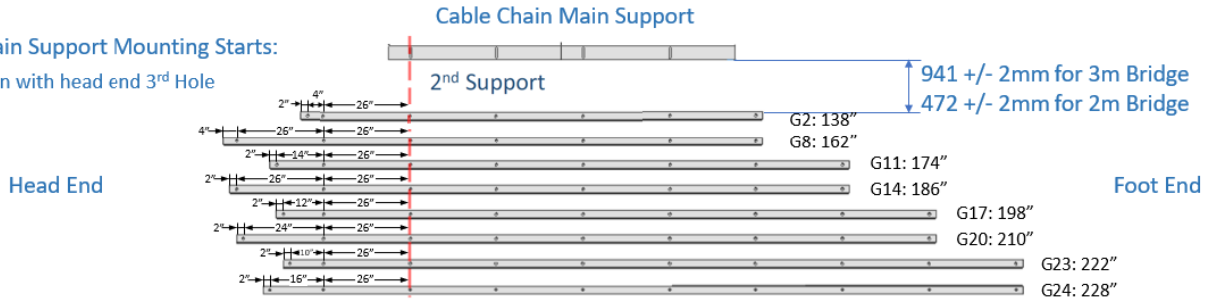 Cable Chain Main Support
ain Support Mounting Starts:
n with head end 3rd Hole
2nd Support
941 +/- 2mm for 3m Bridge
472 +/- 2mm for 2m Bridge
2” 4” 26” G2: 138”
4” 26” 26” G8: 162”
2” 14” 26” G11: 174”
Head End
2” 26” 26” G14: 186”
Foot End
2” 12” 26” G17: 198”
2” 24” 26” G20: 210”
2” 10” 26” G23: 222”
2” 16” 26” G24: 228”